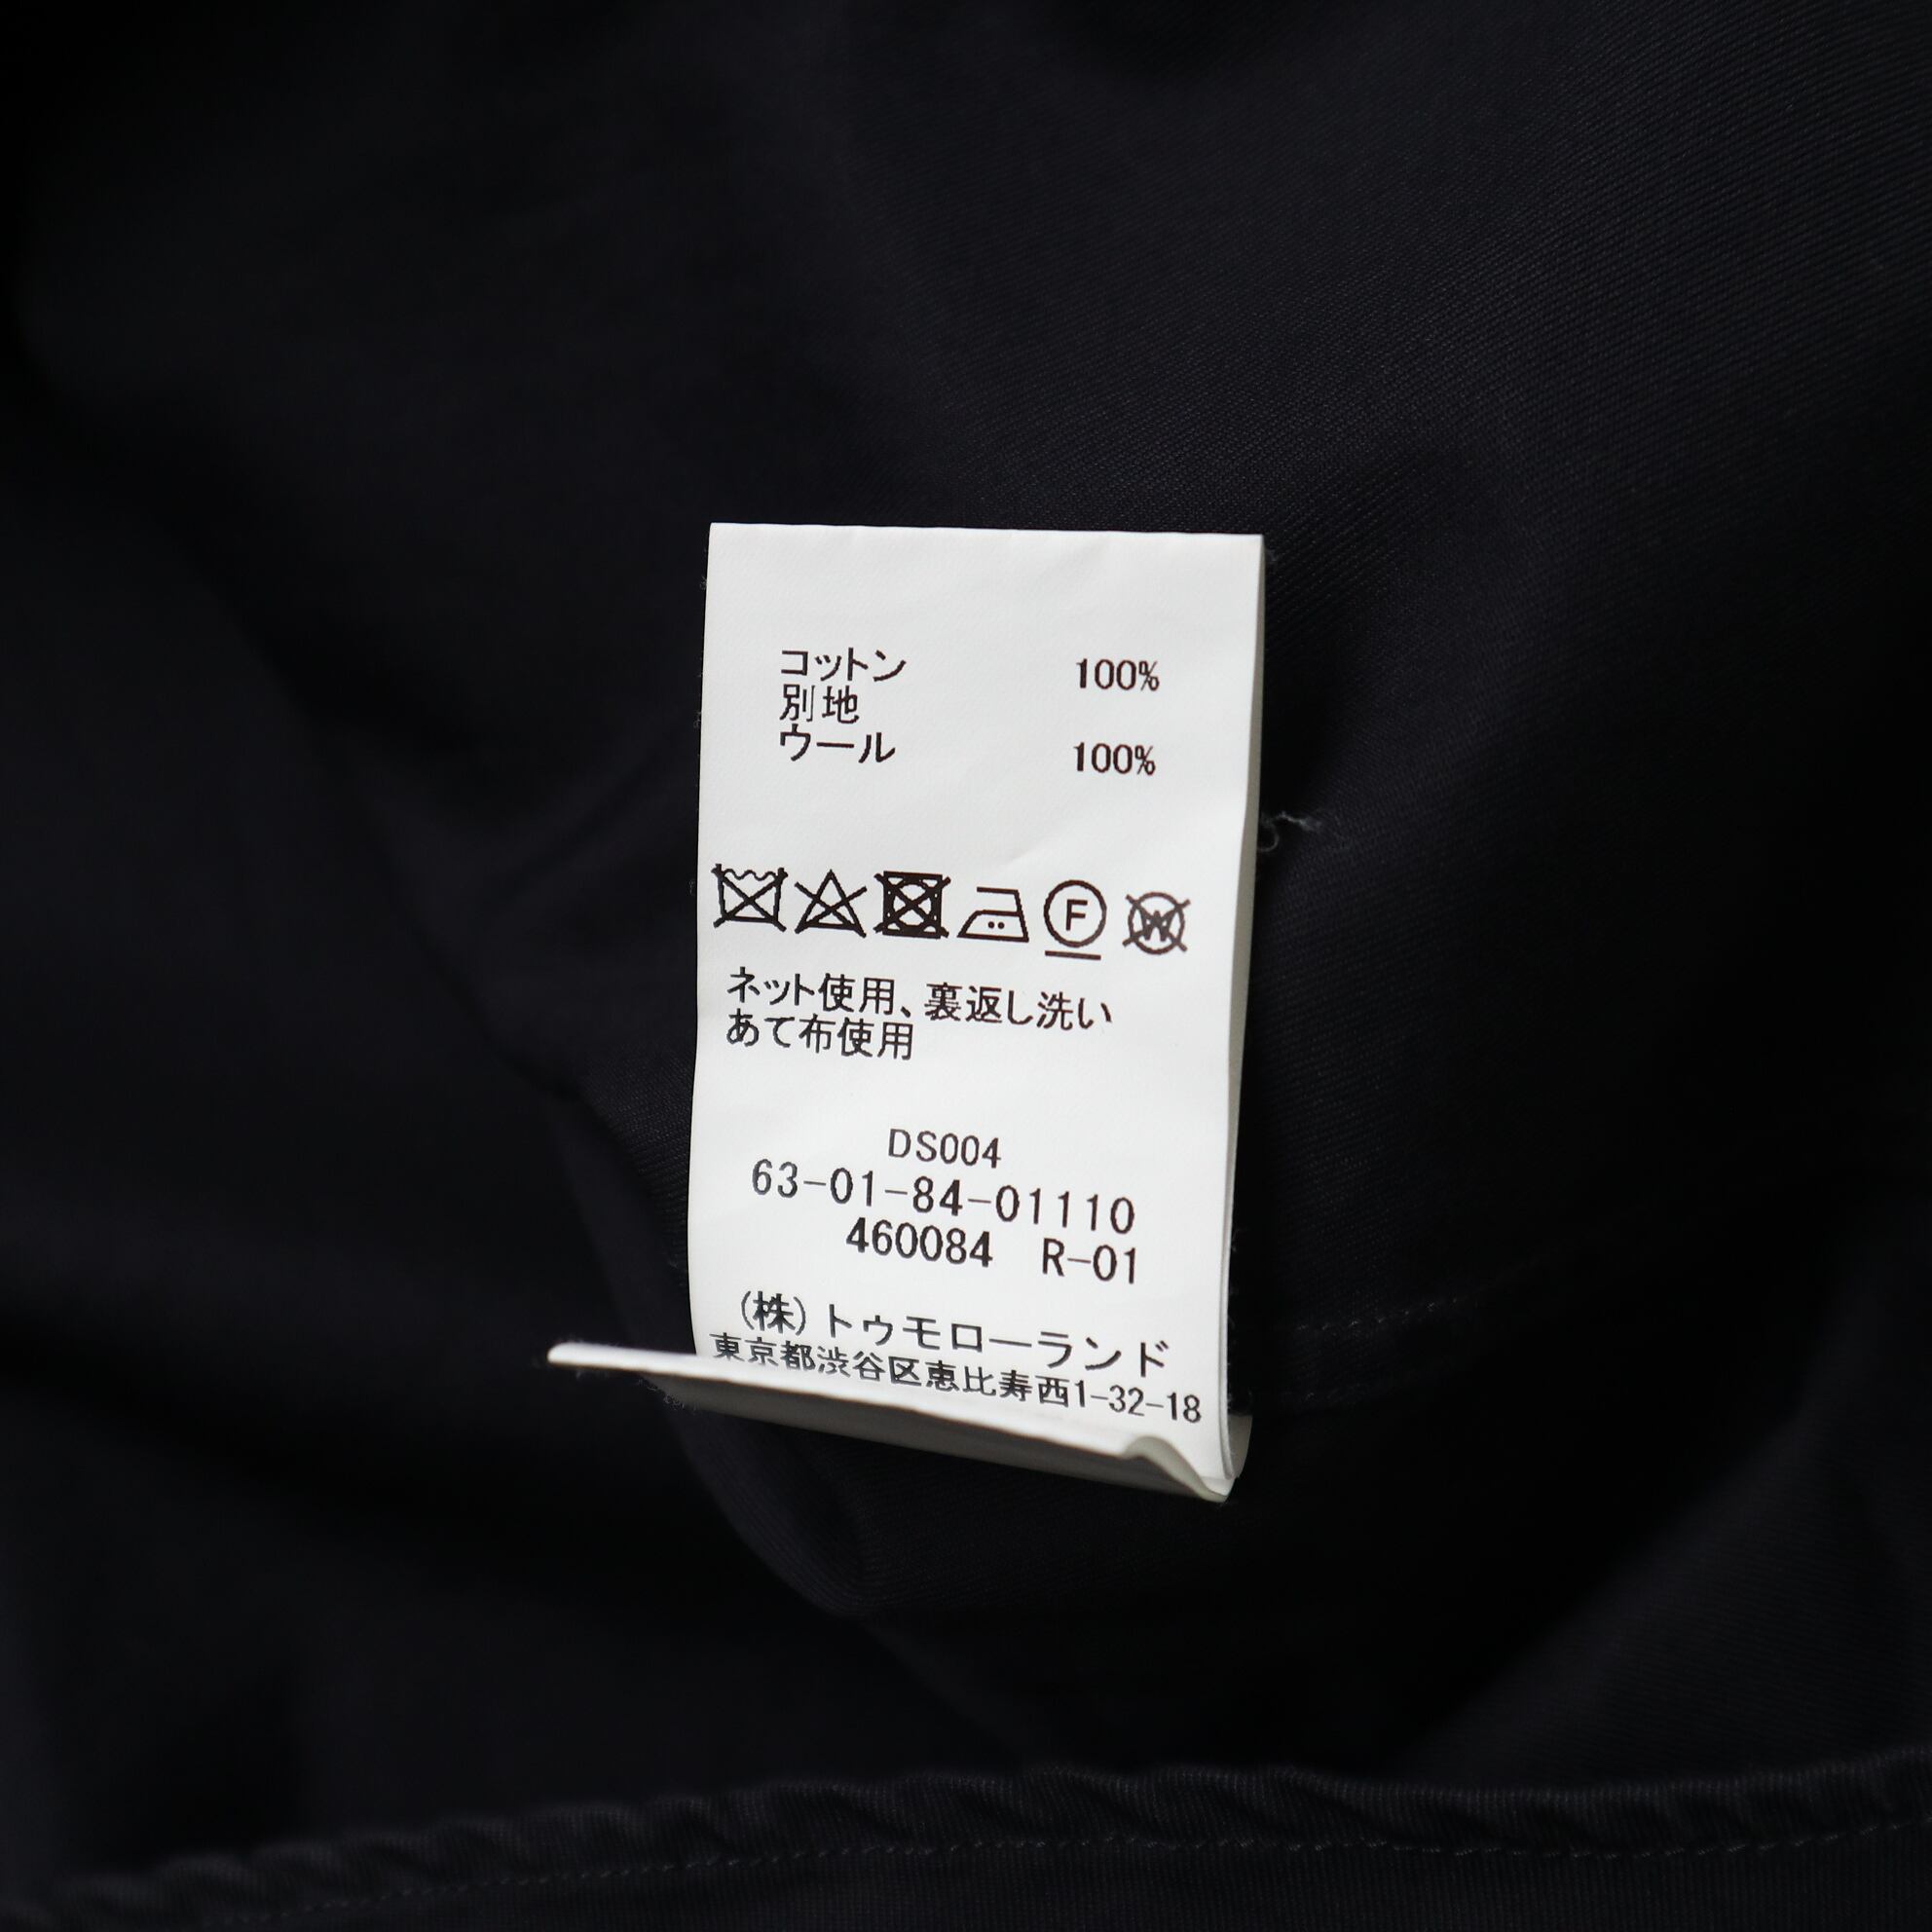 コットン 100%
別地
ウール 100%
F W
ネット使用、裏返し洗い
あて布使用
DS004
63-01-84-01110
460084 R-01
(株)トゥモローランド
東京都渋谷区恵比寿西1-32-18